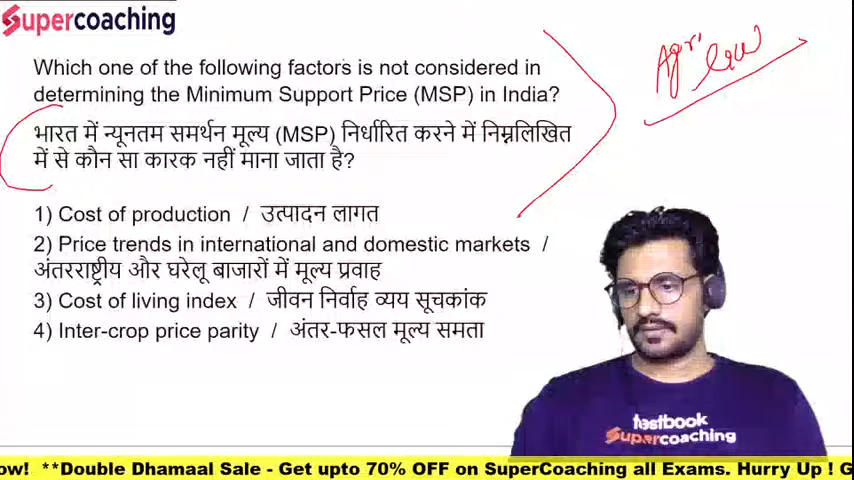 Supercoaching
Which one of the following factors is not considered in
determining the Minimum Support Price (MSP) in India?
भारत में न्यूनतम समर्थन मूल्य (MSP) निर्धारित करने में निम्नलिखित
में से कौन सा कारक नहीं माना जाता है?
1) Cost of production / उत्पादन लागत
2) Price trends in international and domestic markets /
अंतरराष्ट्रीय और घरेलू बाजारों में मूल्य प्रवाह
3) Cost of living index / जीवन निर्वाह व्यय सूचकांक
4) Inter-crop price parity / अंतर-फसल मूल्य समता
testbook
Supercoaching
ow! **Double Dhamaal Sale - Get upto 70% OFF on SuperCoaching all Exams. Hurry Up ! G